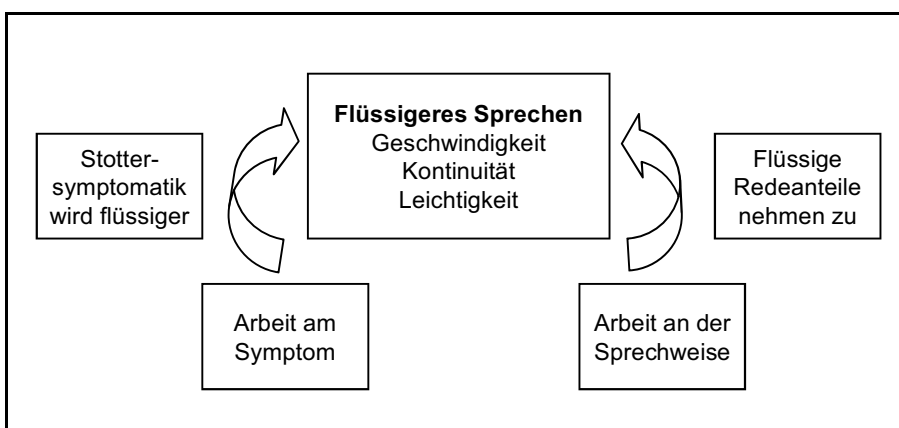 Flüssigeres Sprechen
Geschwindigkeit
Kontinuität
Leichtigkeit
Stotter-
symptomatik
wird flüssiger
Flüssige
Redeanteile
nehmen zu
Arbeit am
Symptom
Arbeit an der
Sprechweise